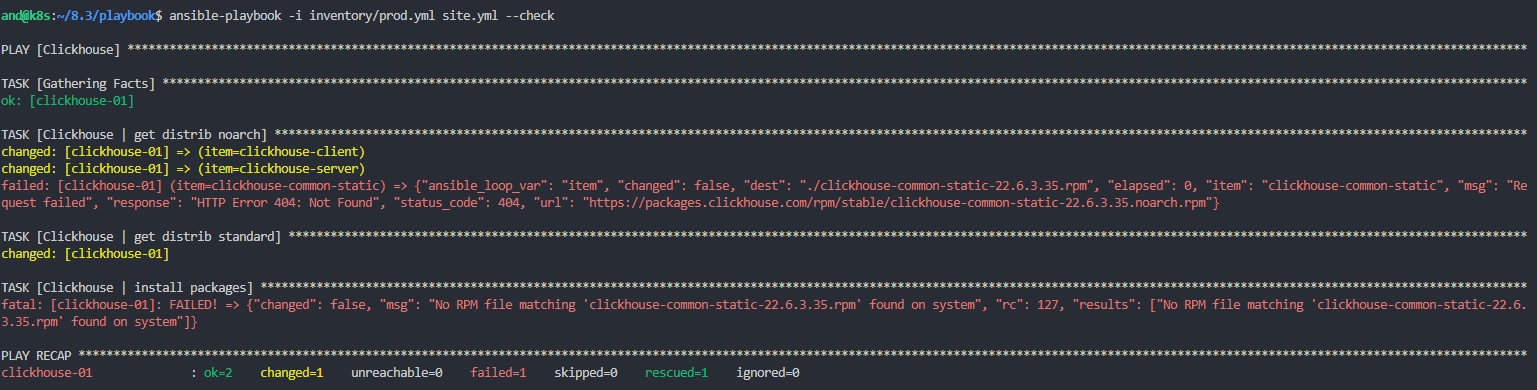 and@k8s:~/8.3/playbook$ ansible-playbook -i inventory/prod.yml site.yml --check
PLAY [Clickhouse] ****************************************************************************************************************************************************************************************************
TASK [Gathering Facts] ***********************************************************************************************************************************************************************************************
ok: [clickhouse-01]
TASK [Clickhouse | get distrib noarch] *******************************************************************************************************************************************************************************
changed: [clickhouse-01] => (item=clickhouse-client)
changed: [clickhouse-01] => (item=clickhouse-server)
failed: [clickhouse-01] (item=clickhouse-common-static) => {"ansible_loop_var": "item", "changed": false, "dest": "./clickhouse-common-static-22.6.3.35.rpm", "elapsed": 0, "item": "clickhouse-common-static", "msg": "Re
quest failed", "response": "HTTP Error 404: Not Found", "status_code": 404, "url": "https://packages.clickhouse.com/rpm/stable/clickhouse-common-static-22.6.3.35.noarch.rpm"}
TASK [Clickhouse | get distrib standard] *****************************************************************************************************************************************************************************
changed: [clickhouse-01]
TASK [Clickhouse | install packages] *********************************************************************************************************************************************************************************
fatal: [clickhouse-01]: FAILED! => {"changed": false, "msg": "No RPM file matching 'clickhouse-common-static-22.6.3.35.rpm' found on system", "rc": 127, "results": ["No RPM file matching 'clickhouse-common-static-22.6.
3.35.rpm' found on system"]}
PLAY RECAP ***********************************************************************************************************************************************************************************************************
clickhouse-01 : ok=2 changed=1 unreachable=0 failed=1 skipped=0 rescued=1 ignored=0